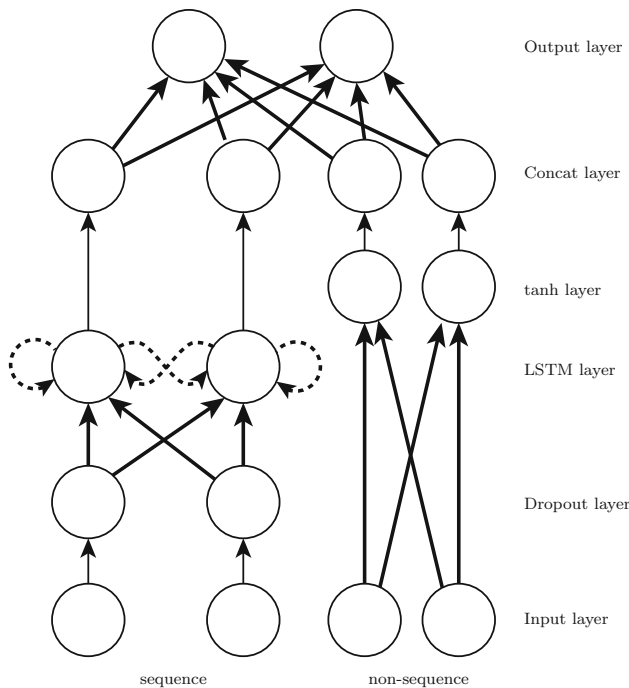 Output layer
Concat layer
tanh layer
LSTM layer
Dropout layer
Input layer
sequence
non-sequence